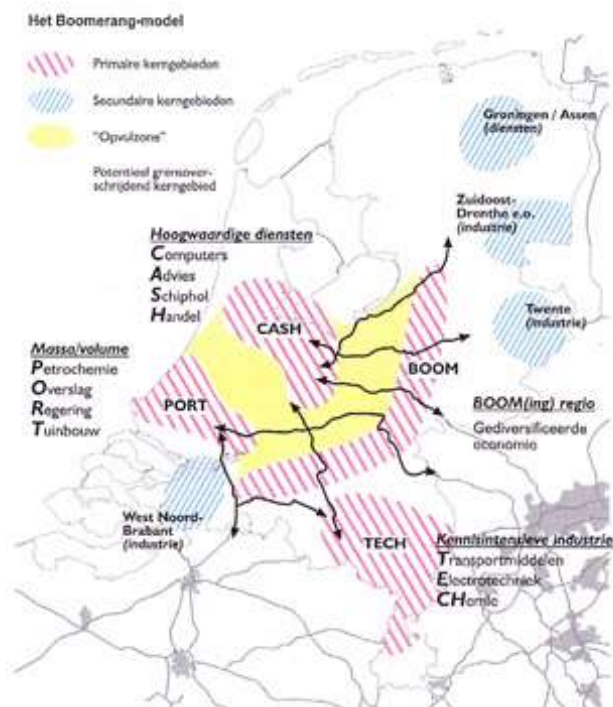 Het Boomerang-model
Primaire kerngebieden
Secundaire kerngebieden
"Opvulzone"
Potentieel grensover-
schrijdend kerngebied
Groningen / Assen
(diensten)
Zuidoost-
Drenthe e.o.
(industrie)
Twente
(industrie)
Hoogwaardige diensten
Computers
Advies
Schiphol
Handel
CASH
Massa/volume
Petrochemie
Overslag
Regering
Tuinbouw
PORT
BOOM
BOOM(ing) regio
Gediversificeerde
economie
West Noord-
Brabant
(industrie)
TECH
Kennisintensieve industrie
Transportmiddelen
Electrotechniek
CHemie